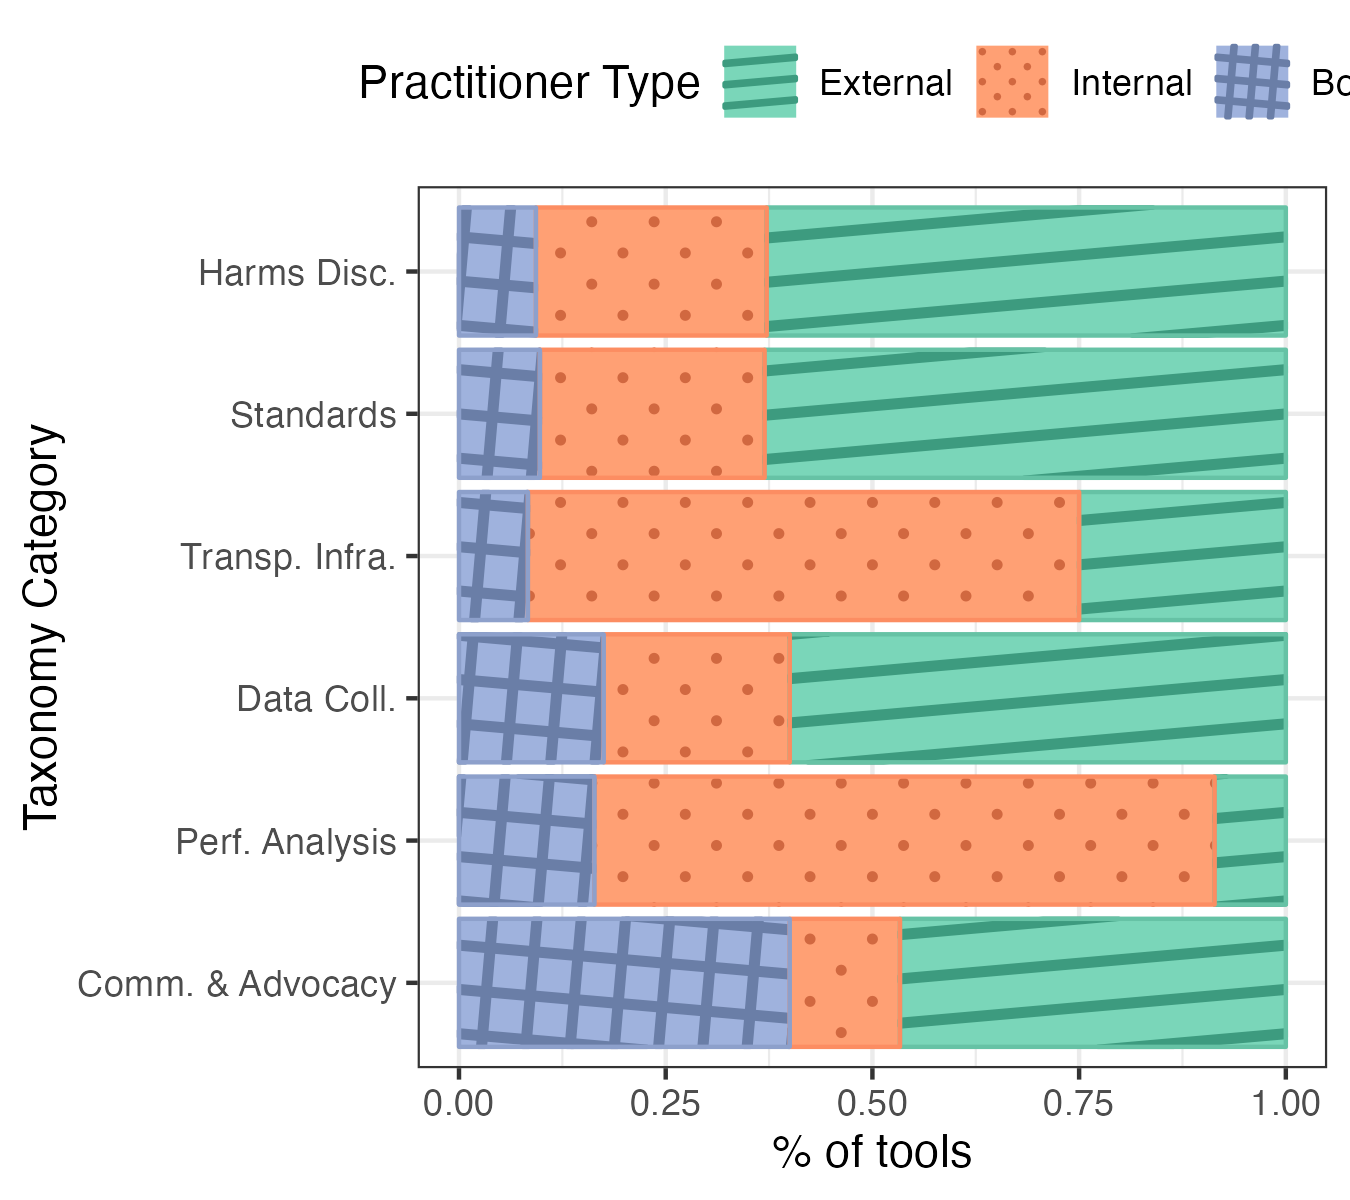 Practitioner Type External Internal
Harms Disc.
Standards
Transp. Infra.
Data Coll.
Perf. Analysis
Comm. & Advocacy
Taxonomy Category
0.00 0.25 0.50 0.75 1.00
% of tools